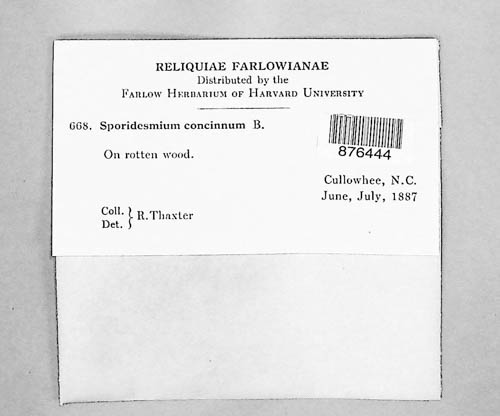 RELIQUIAE FARLOWIANAE
Distributed by the
FARLOW HERBARIUM OF HARVARD UNIVERSITY
668. Sporidesmium concinnum B.
876444
On rotten wood.
Cullowhee, N.C.
June, July, 1887
Coll. } R.Thaxter
Det.